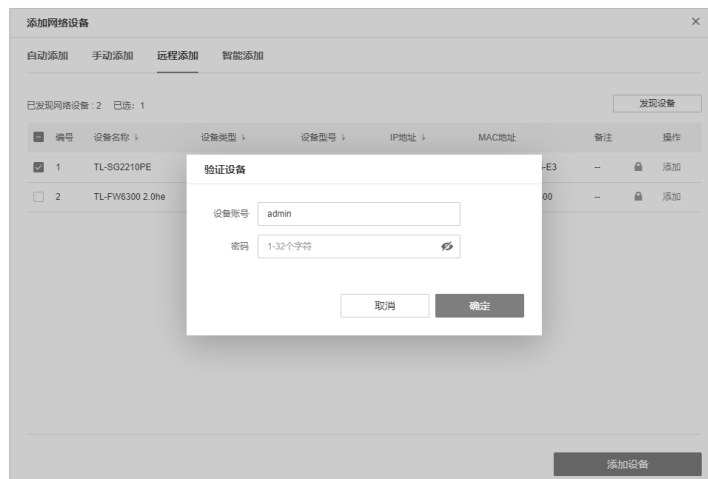 添加网络设备
自动添加 手动添加 远程添加 智能添加
已发现网络设备 : 2 已选： 1
发现设备
编号 设备名称 设备类型 设备型号 IP地址 MAC地址 备注 操作
1 TL-SG2210PE -E3 -- 添加
2 TL-FW6300 2.0he 00 -- 添加
验证设备
设备账号 admin
密码 1-32个字符
取消 确定
添加设备